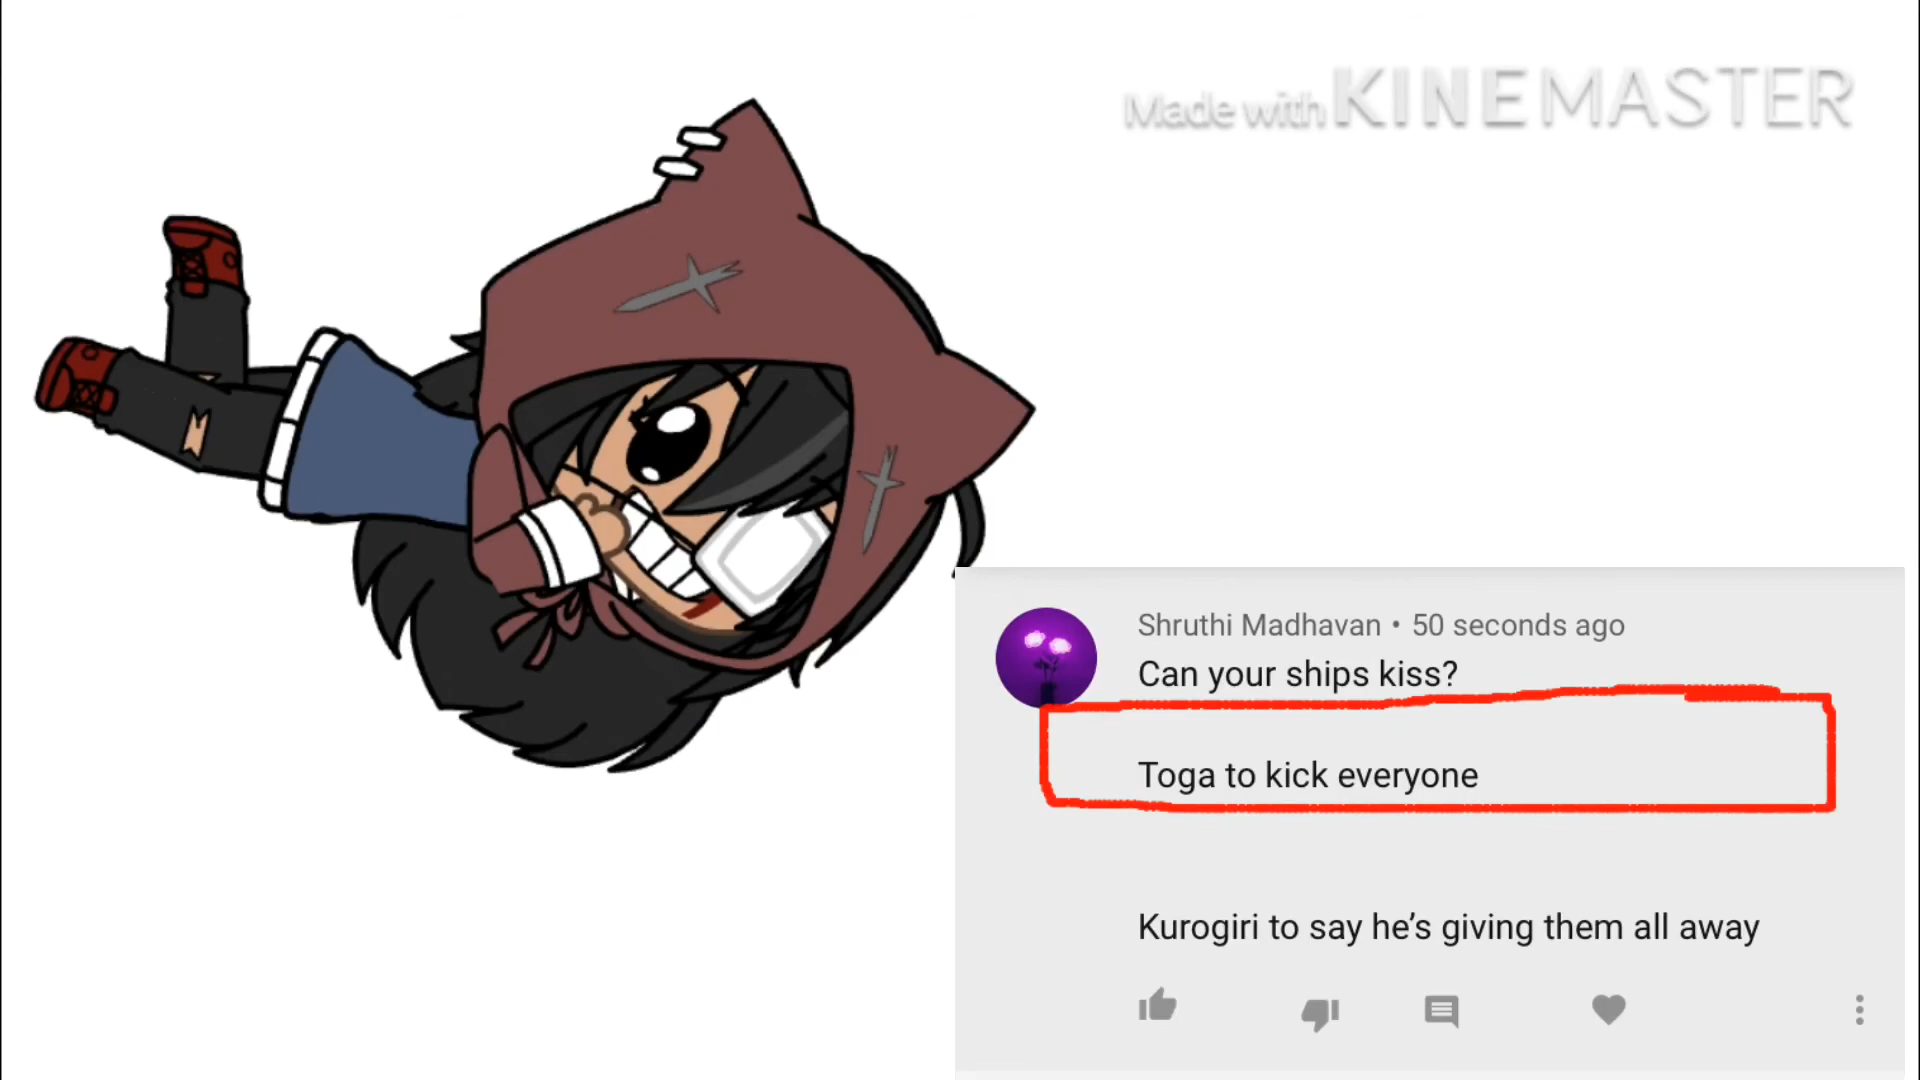 Made with KINEMASTER
Shruthi Madhavan • 50 seconds ago
Can your ships kiss?
Toga to kick everyone
Kurogiri to say he’s giving them all away